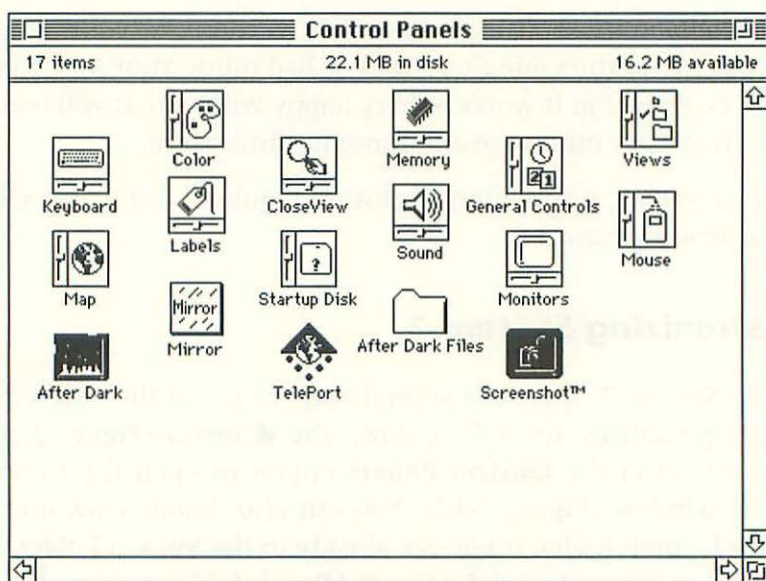 Control Panels
17 items 22.1 MB in disk 16.2 MB available
Color Memory Views
Keyboard CloseView General Controls
Labels Sound Mouse
Map Startup Disk Monitors
Mirror
Mirror After Dark Files
After Dark TelePort Screenshot™